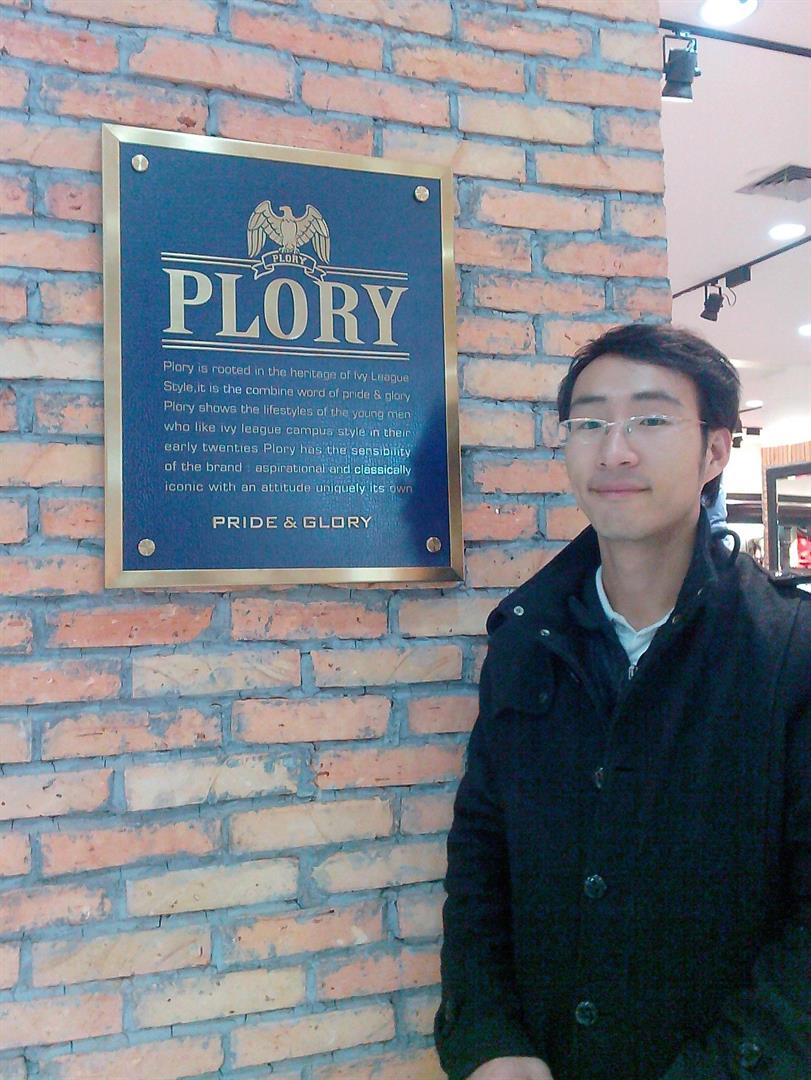 PLORY
PLORY
Plory is rooted in the heritage of Ivy League
Style,it is the combine word of pride & glory
Plory shows the lifestyles of the young men
who like ivy league campus style in their
early twenties Plory has the sensibility
of the brand : aspirational and classically
iconic with an attitude uniquely its own
PRIDE & GLORY